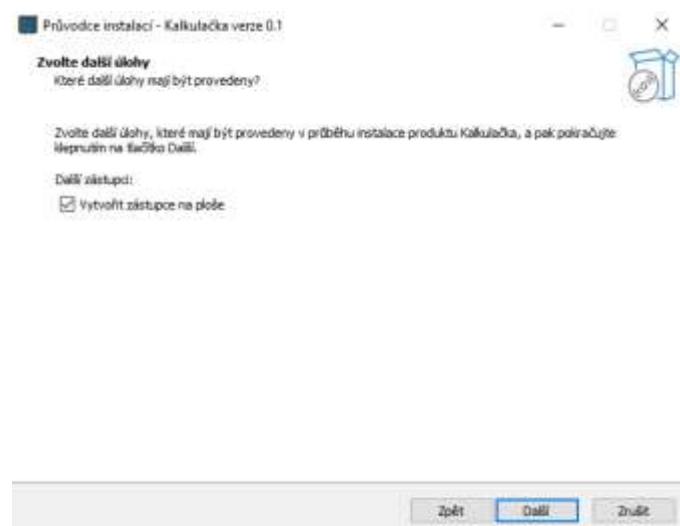 Průvodce instalací - Kalkulačka verze 0.1
Zvolte další úlohy
Které další úlohy mají být provedeny?
Zvolte další úlohy, které mají být provedeny v průběhu instalace produktu Kalkulačka, a pak pokračujte
klepnutím na tlačítko Další.
Další zástupci:
Vytvořit zástupce na ploše
Zpět
Další
Zrušit